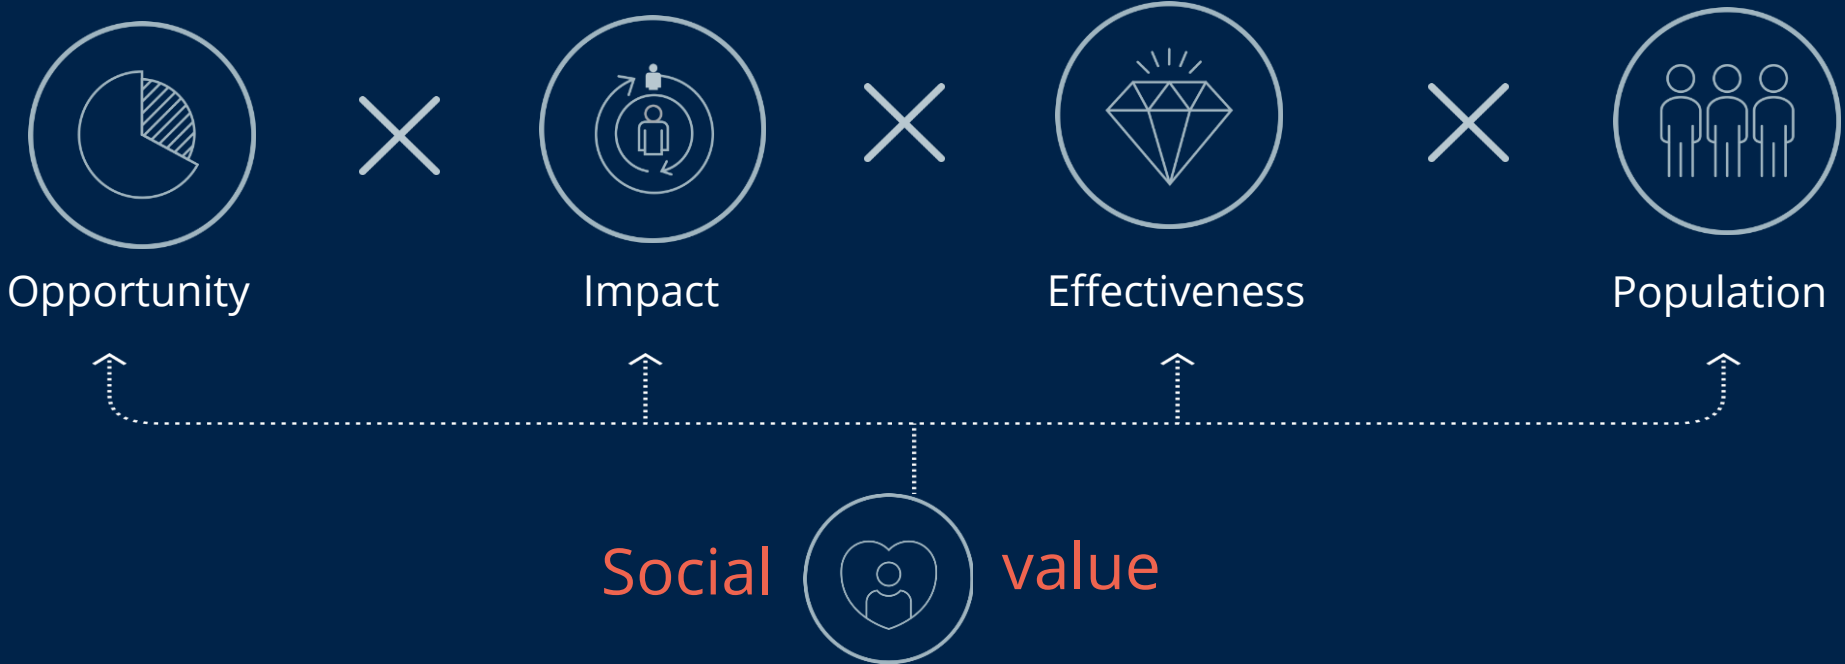 Opportunity Impact Effectiveness Population
Social value